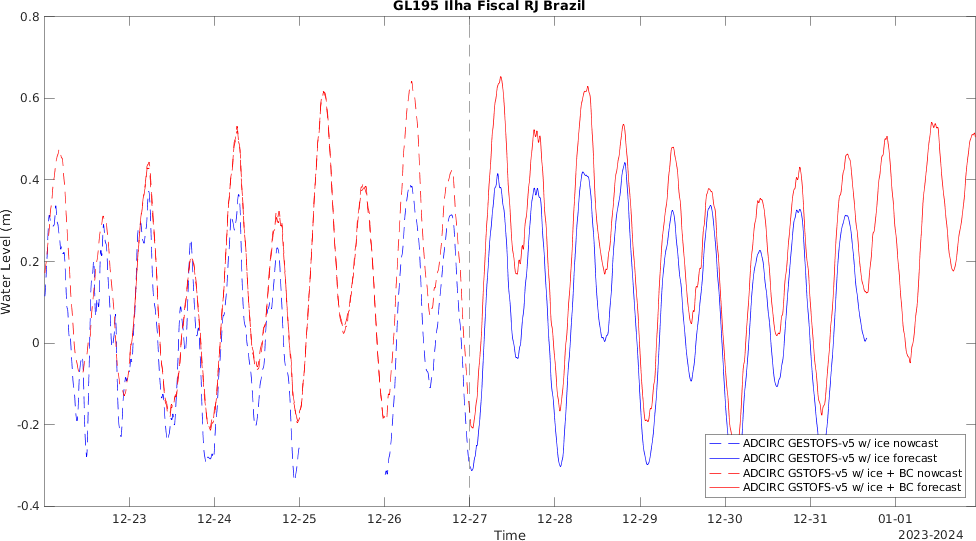 GL195 Ilha Fiscal RJ Brazil
0.8
0.6
0.4
0.2
0
-0.2
-0.4
Water Level (m)
12-23
12-24
12-25
12-26
12-27
12-28
12-29
12-30
12-31
01-01
Time
2023-2024
ADCIRC GESTOFS-v5 w/ ice nowcast
ADCIRC GESTOFS-v5 w/ ice forecast
ADCIRC GSTOFS-v5 w/ ice + BC nowcast
ADCIRC GSTOFS-v5 w/ ice + BC forecast